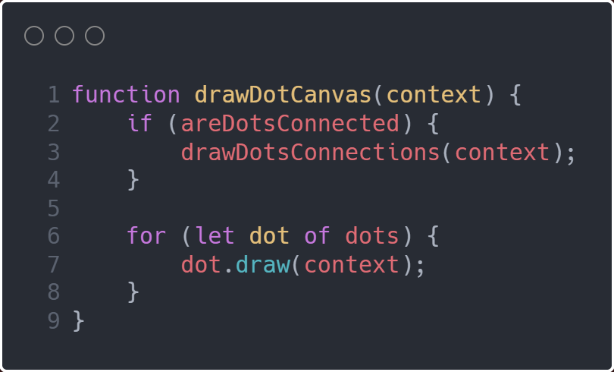 1 function drawDotCanvas(context) {
2     if (areDotsConnected) {
3         drawDotsConnections(context);
4     }
5
6     for (let dot of dots) {
7         dot.draw(context);
8     }
9 }